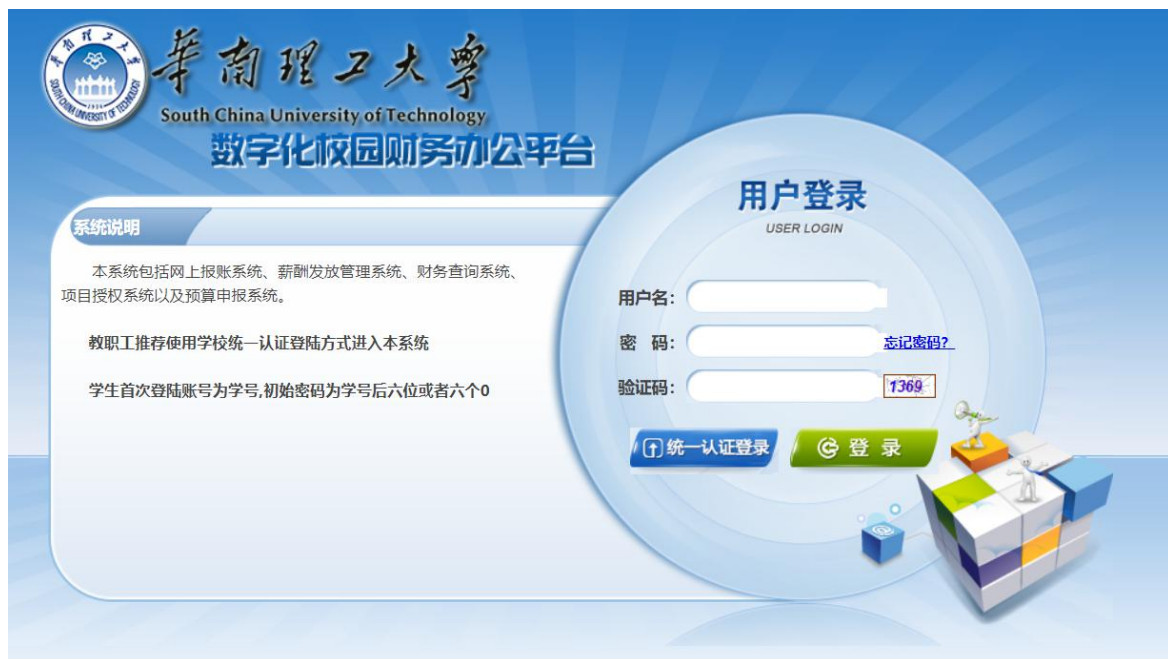 華南理工大學
South China University of Technology
数字化校园财务办公平台
系统说明
本系统包括网上报账系统、薪酬发放管理系统、财务查询系统、
项目授权系统以及预算申报系统。
教职工推荐使用学校统一认证登陆方式进入本系统
学生首次登陆账号为学号,初始密码为学号后六位或者六个0
用户登录
USER LOGIN
用户名：
密 码：
忘记密码？
验证码：
1369
统一认证登录
登 录